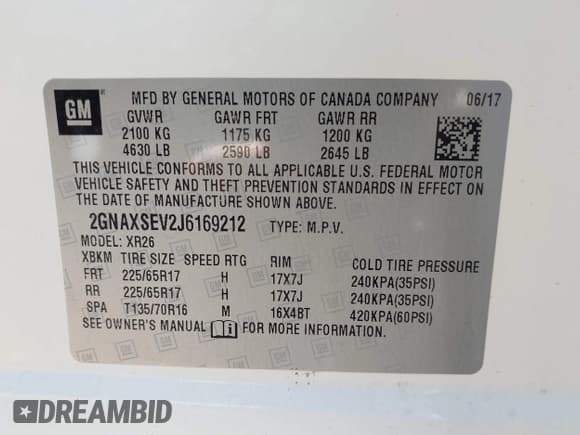 GM
MFD BY GENERAL MOTORS OF CANADA COMPANY 06/17
GVWR GAWR FRT GAWR RR
2100 KG 1175 KG 1200 KG
4630 LB 2590 LB 2645 LB
THIS VEHICLE CONFORMS TO ALL APPLICABLE U.S. FEDERAL MOTOR
VEHICLE SAFETY AND THEFT PREVENTION STANDARDS IN EFFECT ON
THE DATE OF MANUFACTURE SHOWN ABOVE.
2GNAXSEV2J6169212 TYPE: M.P.V.
MODEL: XR26
XBKM TIRE SIZE SPEED RTG RIM COLD TIRE PRESSURE
FRT 225/65R17 H 17X7J 240KPA(35PSI)
RR 225/65R17 H 17X7J 240KPA(35PSI)
SPA T135/70R16 M 16X4BT 420KPA(60PSI)
SEE OWNER'S MANUAL i FOR MORE INFORMATION.
DREAMBID